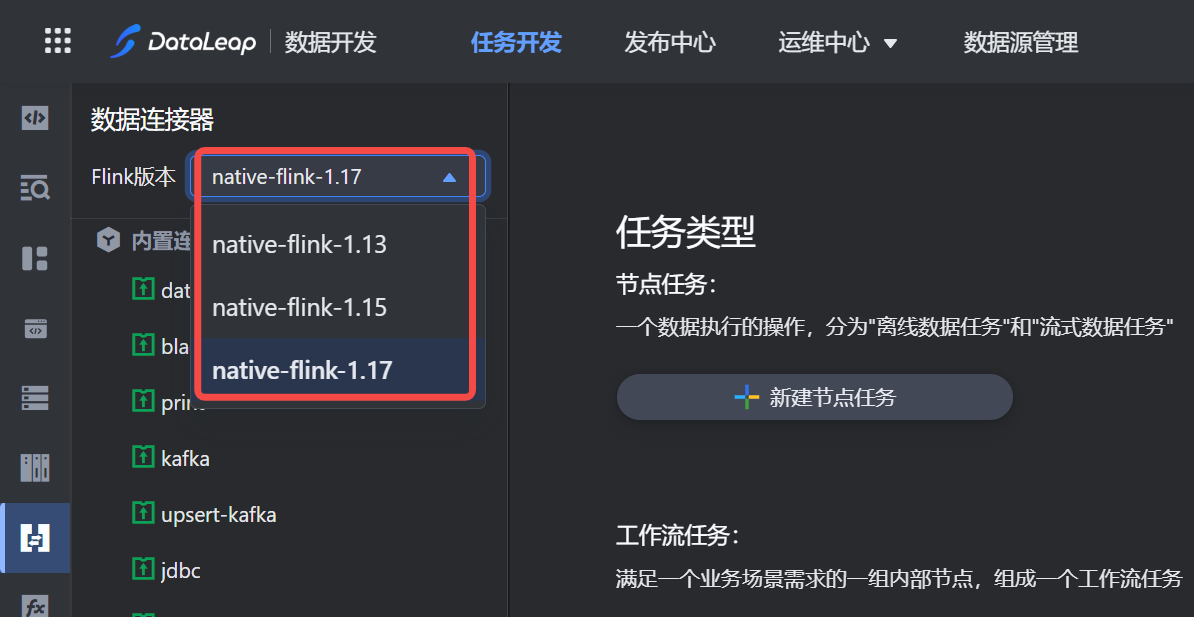 DataLeap 数据开发 任务开发 发布中心 运维中心 数据源管理
数据连接器
Flink版本 native-flink-1.17
native-flink-1.13
native-flink-1.15
native-flink-1.17
内置连
dat
bla
print
kafka
upsert-kafka
jdbc
fx
任务类型
节点任务：
一个数据执行的操作，分为"离线数据任务"和"流式数据任务"
新建节点任务
工作流任务：
满足一个业务场景需求的一组内部节点，组成一个工作流任务